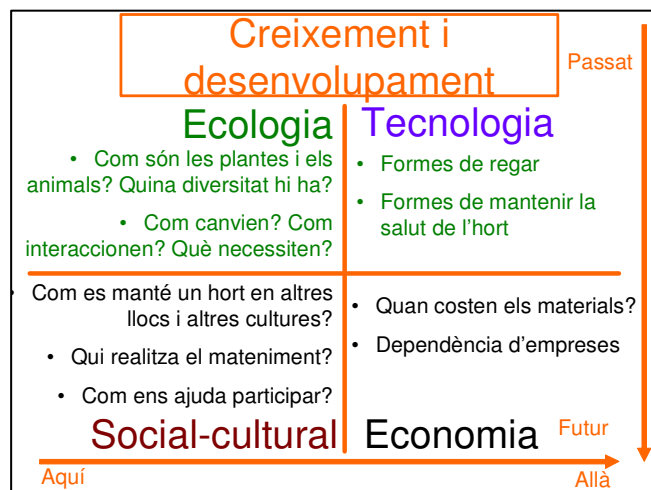 Creixement i
desenvolupament
Passat
Ecologia
• Com són les plantes i els
animals? Quina diversitat hi ha?
• Com canvien? Com
interaccionen? Què necessiten?
Tecnologia
• Formes de regar
• Formes de mantenir la
salut de l'hort
• Com es manté un hort en altres
llocs i altres cultures?
• Qui realitza el mateniment?
• Com ens ajuda participar?
Social-cultural
• Quan costen els materials?
• Dependència d'empreses
Economia
Futur
Aquí
Allà